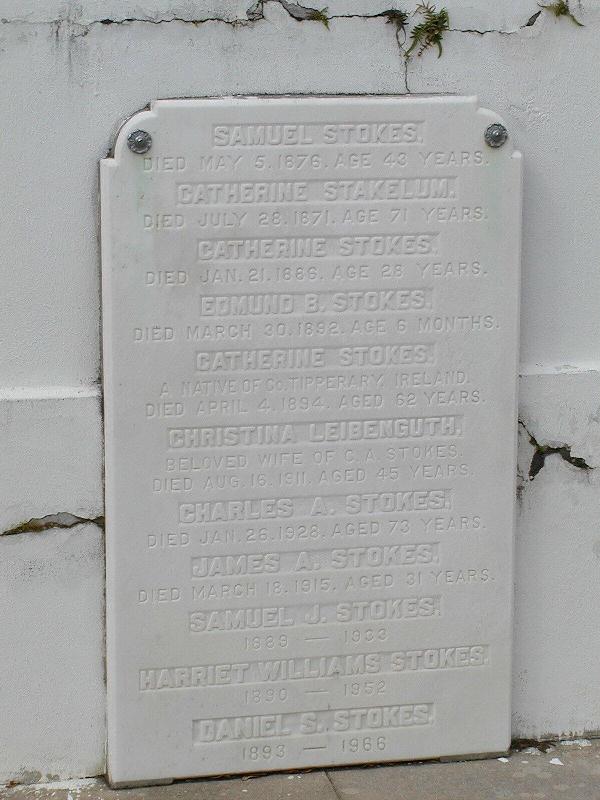 SAMUEL STOKES.
DIED MAY 5. 1876. AGE 43 YEARS.
CATHERINE STAKELUM.
DIED JULY 28. 1871. AGE 71 YEARS.
CATHERINE STOKES.
DIED JAN. 21. 1886. AGE 28 YEARS.
EDMUND B. STOKES.
DIED MARCH 30. 1892. AGE 6 MONTHS.
CATHERINE STOKES.
A NATIVE OF Co. TIPPERARY, IRELAND.
DIED APRIL 4. 1894. AGED 62 YEARS.
CHRISTINA LEIBENGUTH.
BELOVED WIFE OF C. A. STOKES.
DIED AUG. 16. 1911. AGED 45 YEARS.
CHARLES A. STOKES.
DIED JAN. 26. 1928. AGED 73 YEARS.
JAMES A. STOKES.
DIED MARCH 18. 1915. AGED 31 YEARS.
SAMUEL J. STOKES.
1889 — 1933
HARRIET WILLIAMS STOKES.
1890 — 1952
DANIEL S. STOKES.
1893 — 1966